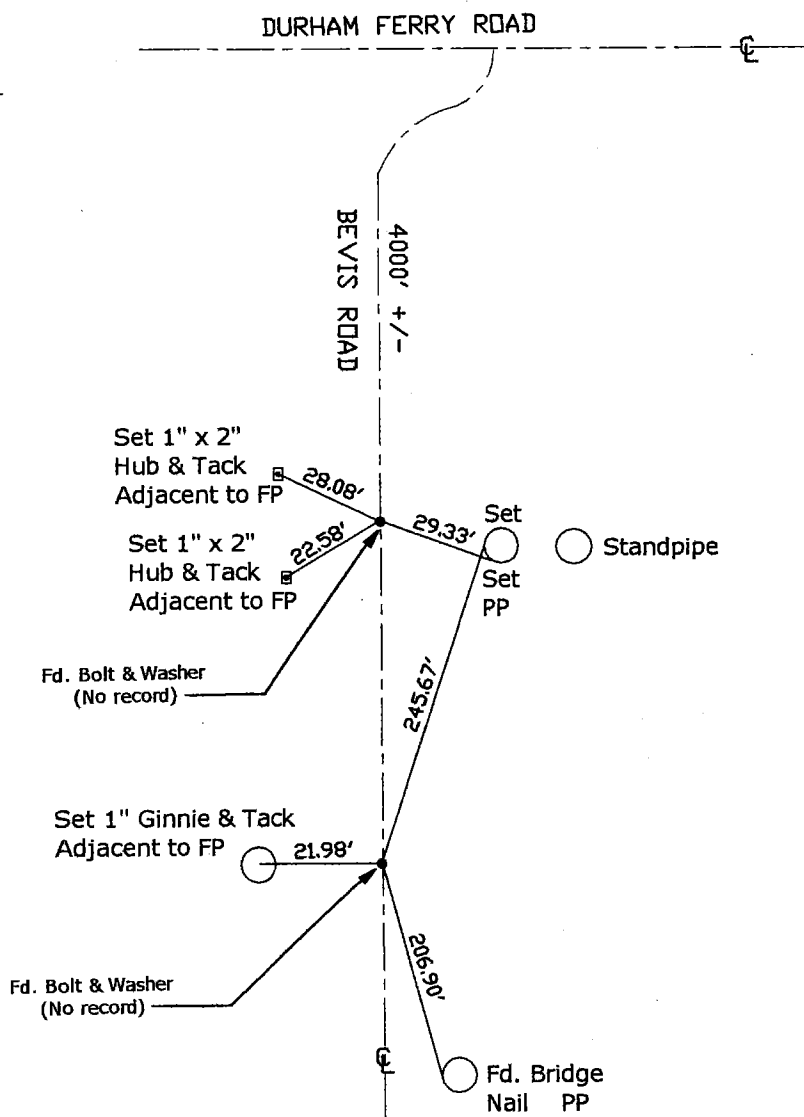 DURHAM FERRY ROAD
℄
BEVIS ROAD
4000' +/-
Set 1" x 2"
Hub & Tack
Adjacent to FP
28.08'
Set 1" x 2"
Hub & Tack
Adjacent to FP
22.58'
29.33'
Set
Set
PP
Standpipe
Fd. Bolt & Washer
(No record)
245.67'
Set 1" Ginnie & Tack
Adjacent to FP
21.98'
Fd. Bolt & Washer
(No record)
206.90'
℄
Fd. Bridge
Nail PP